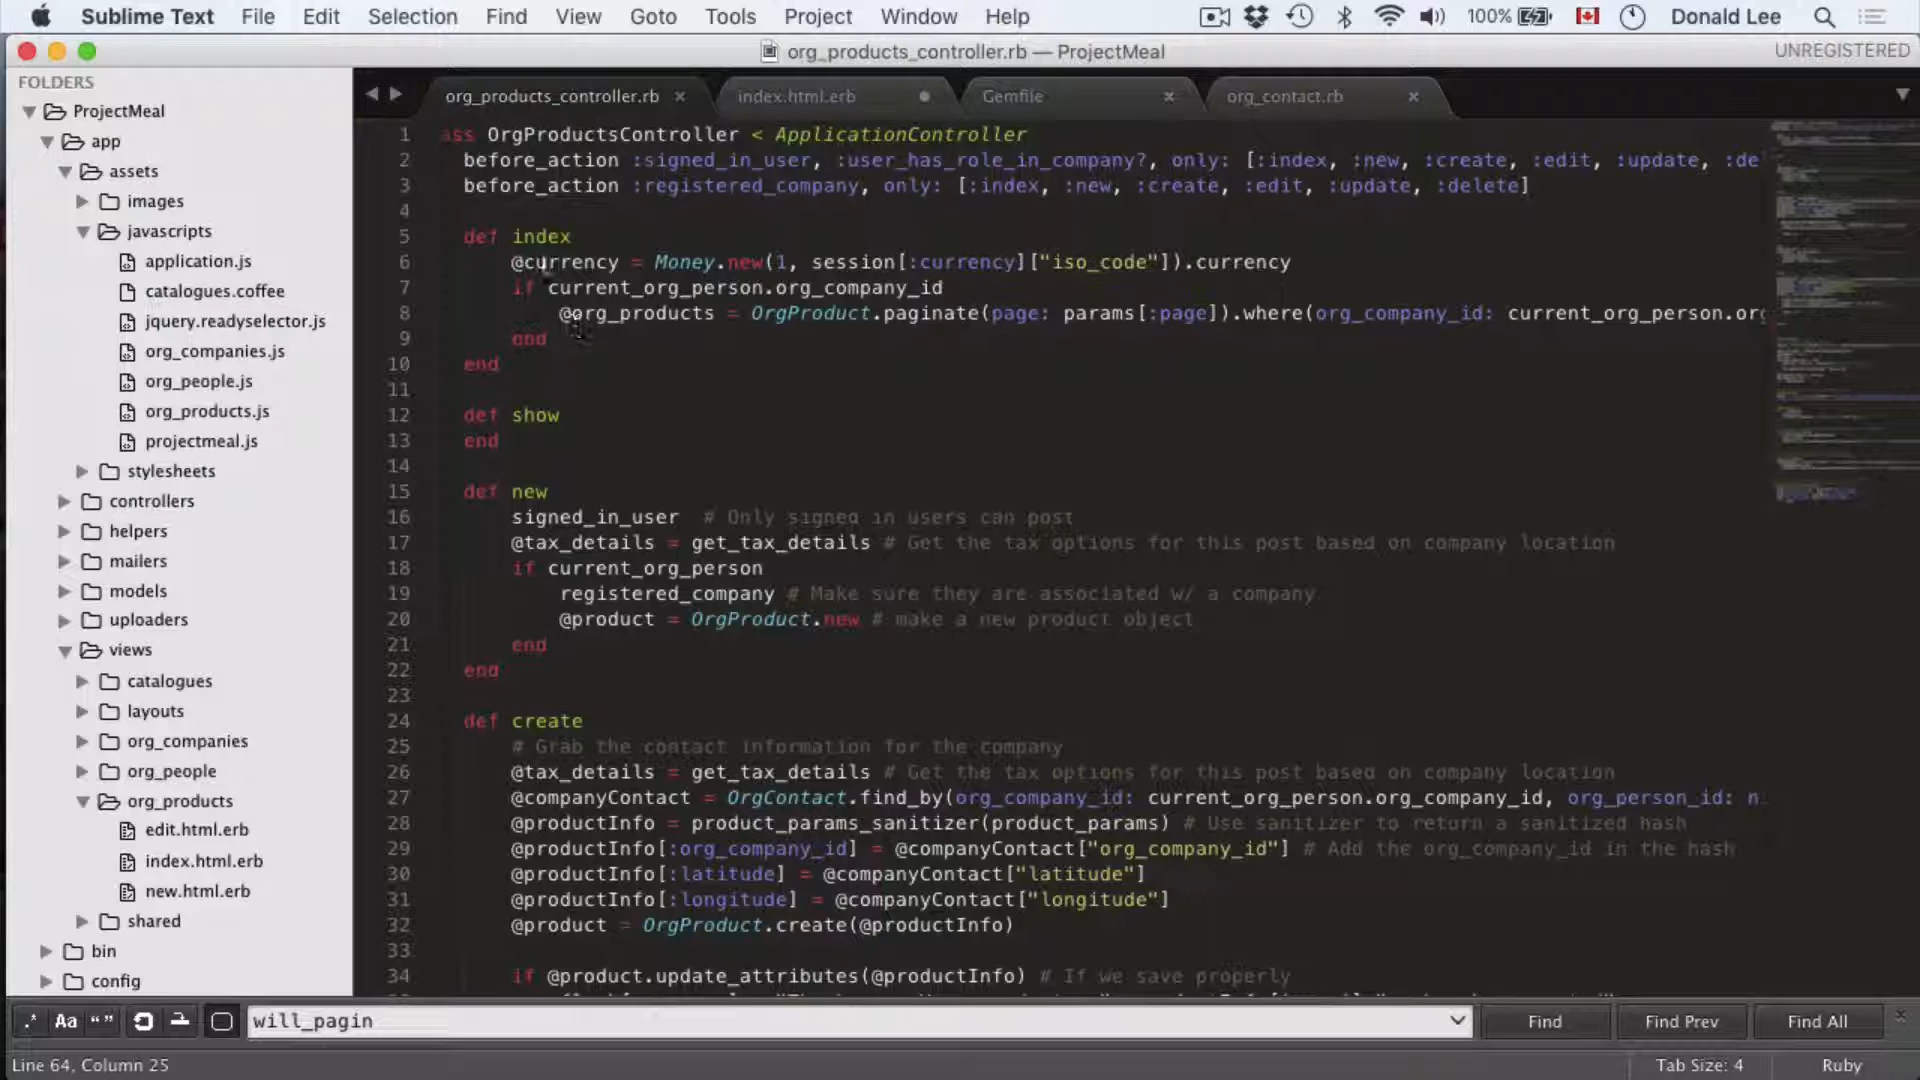 Sublime Text File Edit Selection Find View Goto Tools Project Window Help 100% Donald Lee
org_products_controller.rb — ProjectMeal UNREGISTERED
FOLDERS
ProjectMeal
app
assets
images
javascripts
application.js
catalogues.coffee
jquery.readyselector.js
org_companies.js
org_people.js
org_products.js
projectmeal.js
stylesheets
controllers
helpers
mailers
models
uploaders
views
catalogues
layouts
org_companies
org_people
org_products
edit.html.erb
index.html.erb
new.html.erb
shared
bin
config
org_products_controller.rb × index.html.erb Gemfile × org_contact.rb ×
1 ass OrgProductsController < ApplicationController
2 before_action :signed_in_user, :user_has_role_in_company?, only: [:index, :new, :create, :edit, :update, :de
3 before_action :registered_company, only: [:index, :new, :create, :edit, :update, :delete]
4
5 def index
6 @currency = Money.new(1, session[:currency]["iso_code"]).currency
7 if current_org_person.org_company_id
8 @org_products = OrgProduct.paginate(page: params[:page]).where(org_company_id: current_org_person.org
9 end
10 end
11
12 def show
13 end
14
15 def new
16 signed_in_user # Only signed in users can post
17 @tax_details = get_tax_details # Get the tax options for this post based on company location
18 if current_org_person
19 registered_company # Make sure they are associated w/ a company
20 @product = OrgProduct.new # make a new product object
21 end
22 end
23
24 def create
25 # Grab the contact information for the company
26 @tax_details = get_tax_details # Get the tax options for this post based on company location
27 @companyContact = OrgContact.find_by(org_company_id: current_org_person.org_company_id, org_person_id: n
28 @productInfo = product_params_sanitizer(product_params) # Use sanitizer to return a sanitized hash
29 @productInfo[:org_company_id] = @companyContact["org_company_id"] # Add the org_company_id in the hash
30 @productInfo[:latitude] = @companyContact["latitude"]
31 @productInfo[:longitude] = @companyContact["longitude"]
32 @product = OrgProduct.create(@productInfo)
33
34 if @product.update_attributes(@productInfo) # If we save properly
.* Aa “” will_pagin Find Find Prev Find All ×
Line 64, Column 25 Tab Size: 4 Ruby